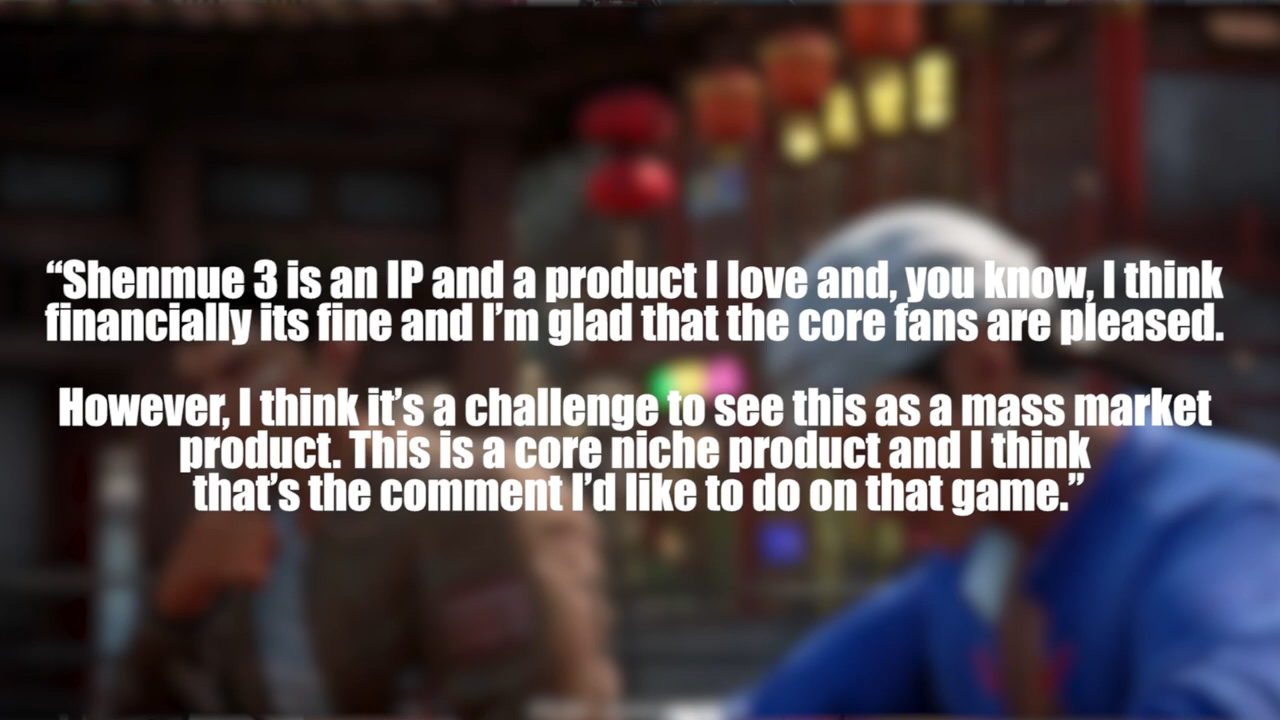 “Shenmue 3 is an IP and a product I love and, you know, I think
financially its fine and I’m glad that the core fans are pleased.
However, I think it’s a challenge to see this as a mass market
product. This is a core niche product and I think
that’s the comment I’d like to do on that game.”